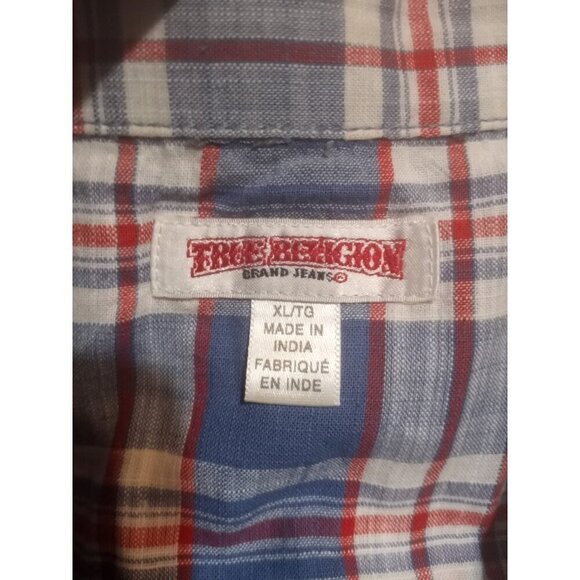 TRUE RELIGION
BRAND JEANS®
XL/TG
MADE IN
INDIA
FABRIQUÉ
EN INDE